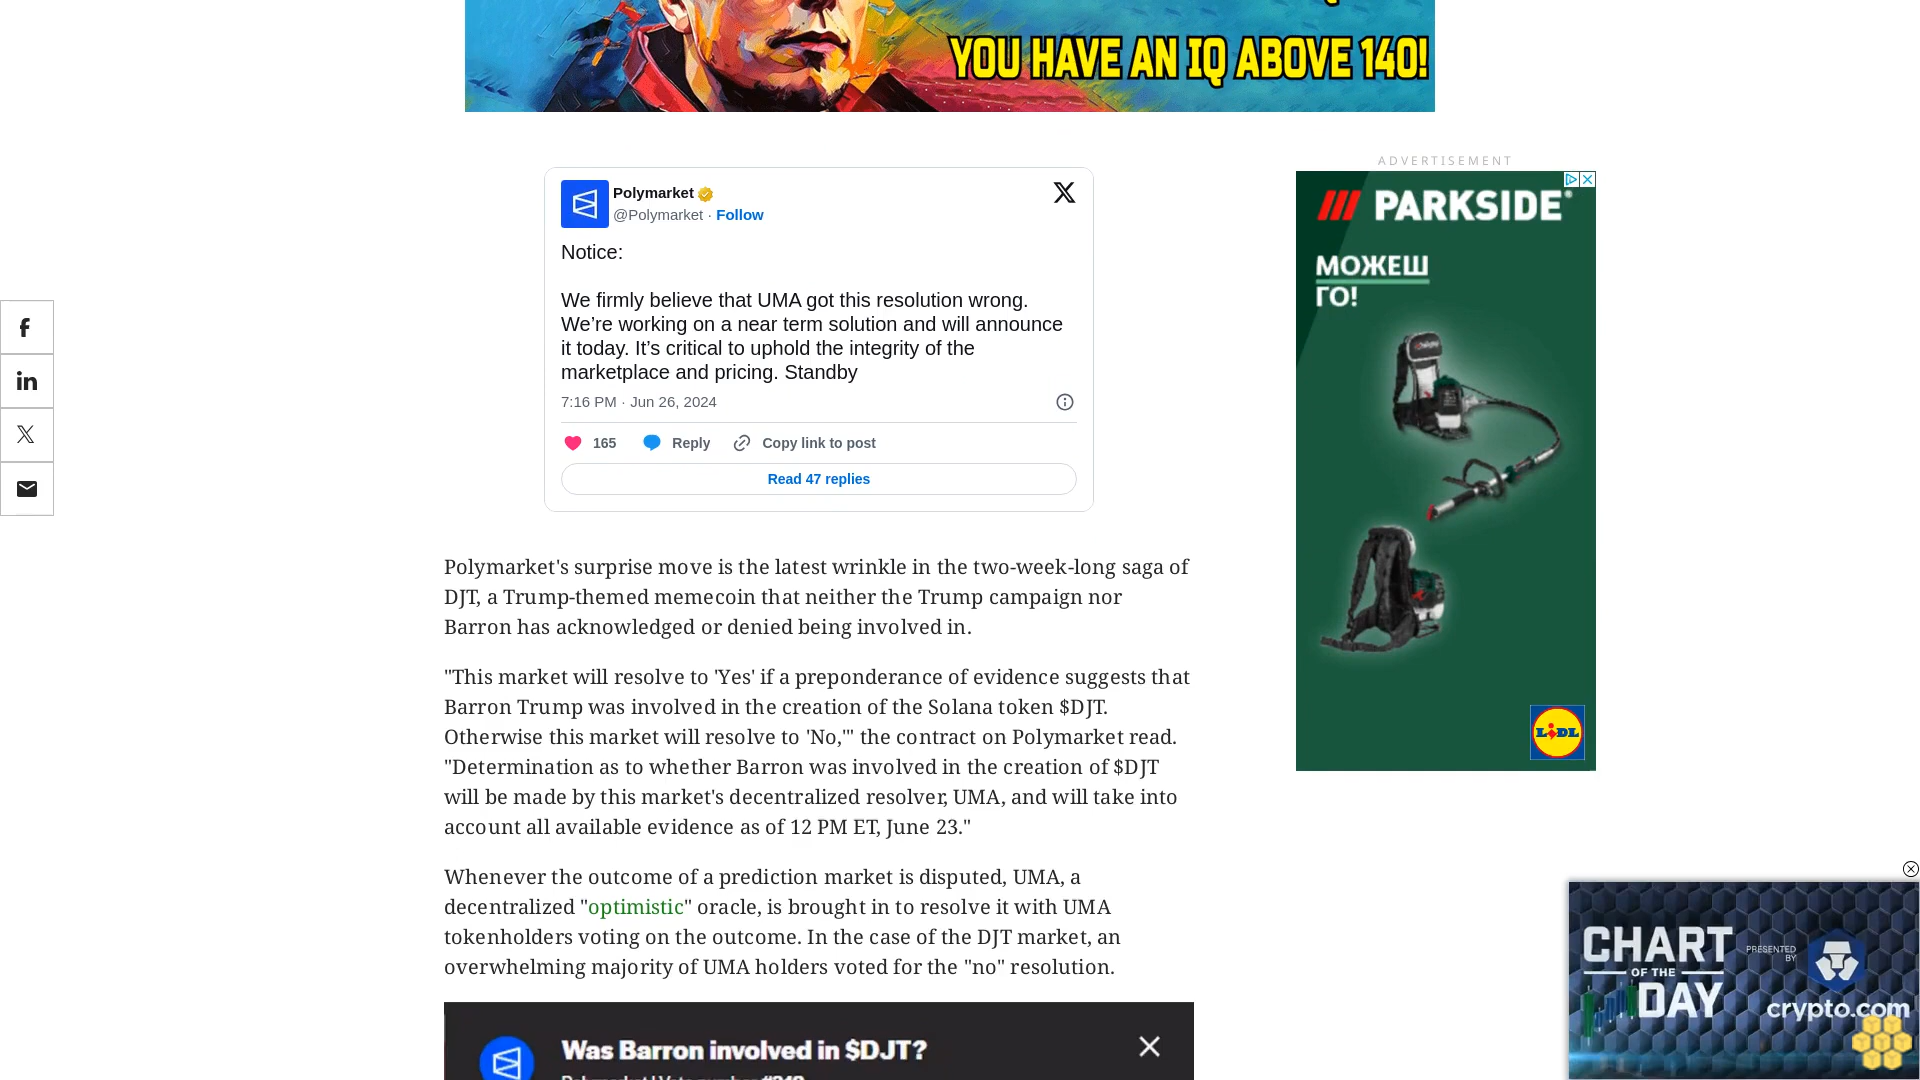 YOU HAVE AN IQ ABOVE 140!
ADVERTISEMENT
Polymarket
@Polymarket · Follow
Notice:
We firmly believe that UMA got this resolution wrong.
We’re working on a near term solution and will announce
it today. It’s critical to uphold the integrity of the
marketplace and pricing. Standby
7:16 PM · Jun 26, 2024
165 Reply Copy link to post
Read 47 replies
PARKSIDE®
МОЖЕШ
ГО!
LIDL
Polymarket's surprise move is the latest wrinkle in the two-week-long saga of
DJT, a Trump-themed memecoin that neither the Trump campaign nor
Barron has acknowledged or denied being involved in.
"This market will resolve to 'Yes' if a preponderance of evidence suggests that
Barron Trump was involved in the creation of the Solana token $DJT.
Otherwise this market will resolve to 'No,'" the contract on Polymarket read.
"Determination as to whether Barron was involved in the creation of $DJT
will be made by this market's decentralized resolver, UMA, and will take into
account all available evidence as of 12 PM ET, June 23."
Whenever the outcome of a prediction market is disputed, UMA, a
decentralized "optimistic" oracle, is brought in to resolve it with UMA
tokenholders voting on the outcome. In the case of the DJT market, an
overwhelming majority of UMA holders voted for the "no" resolution.
Was Barron involved in $DJT?
CHART
OF THE
DAY
PRESENTED
BY
crypto.com